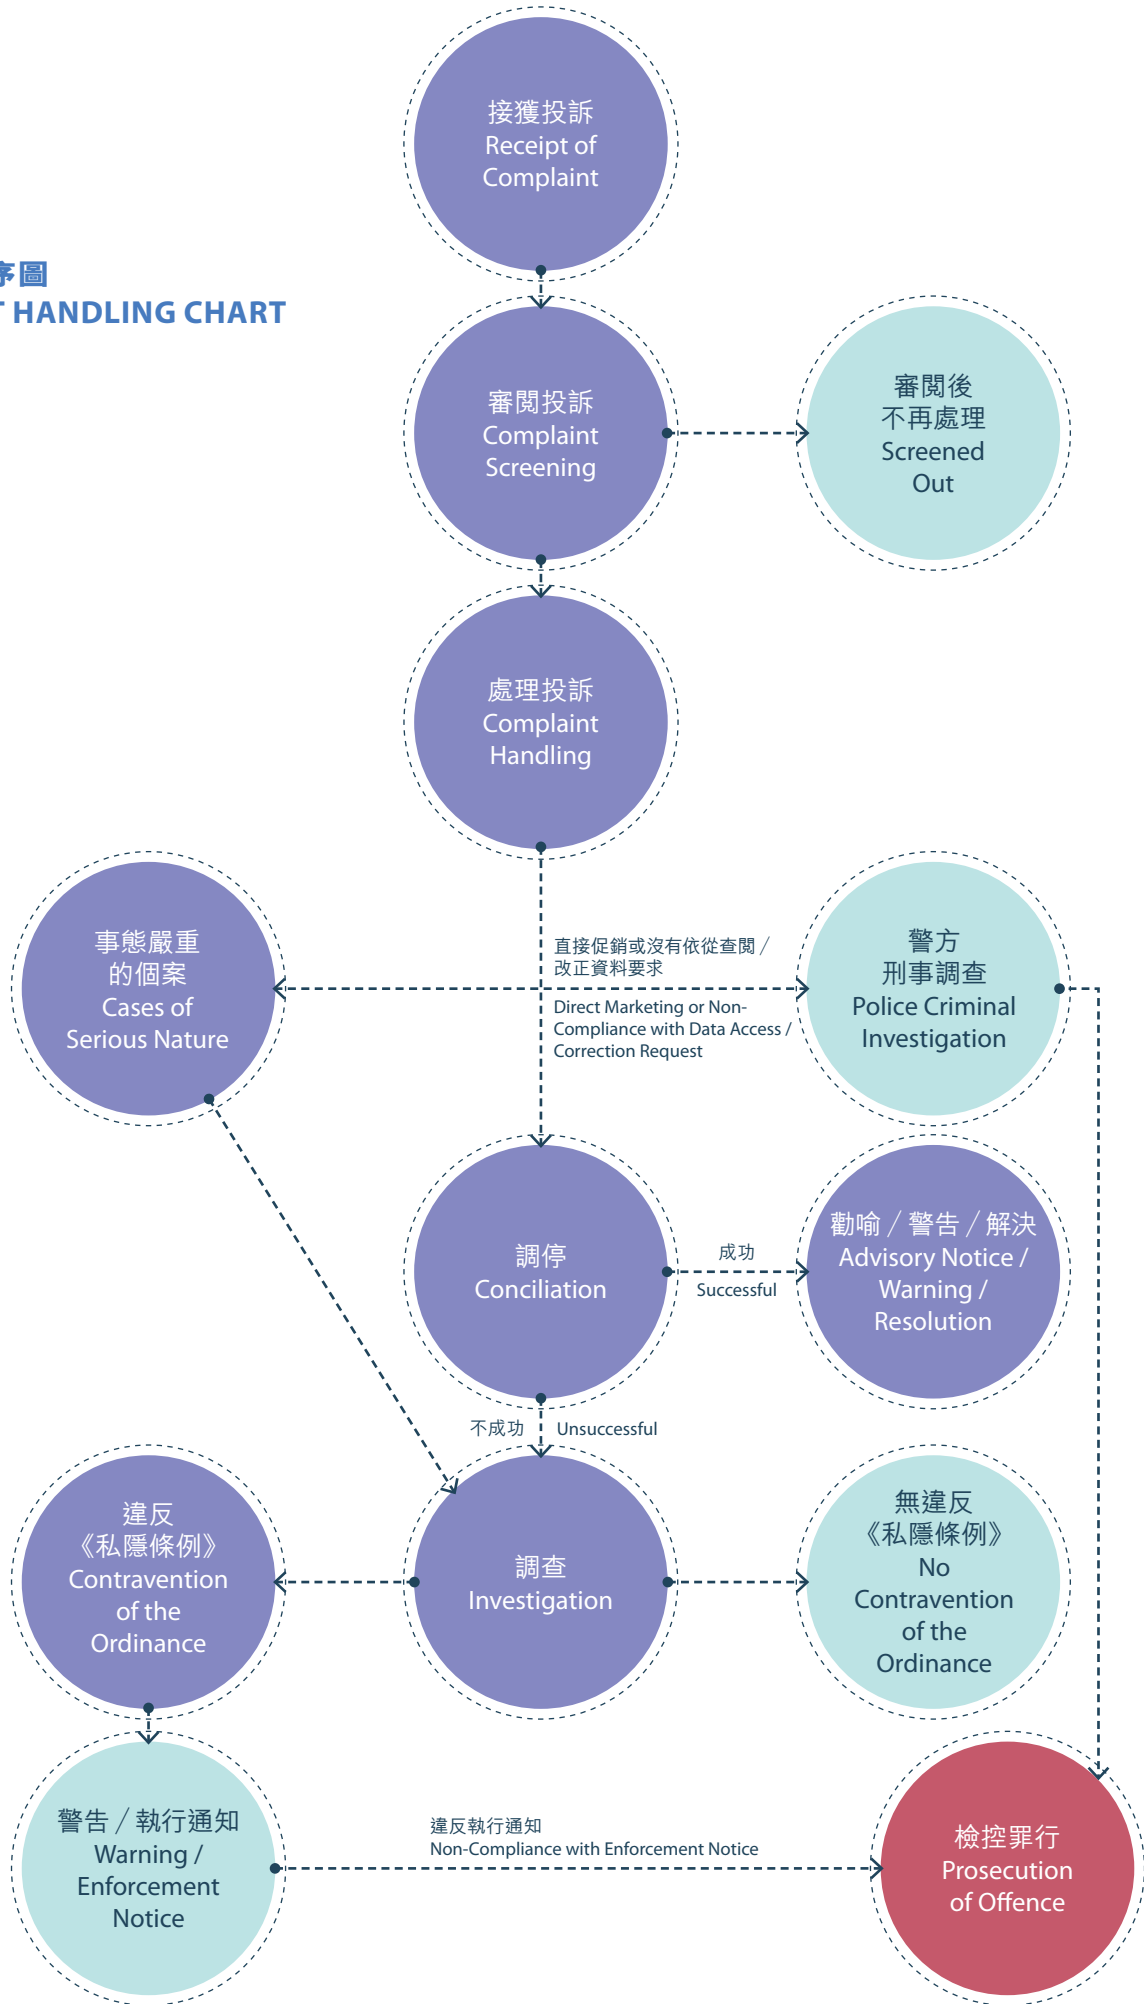 接獲投訴
Receipt of
Complaint
序圖
T HANDLING CHART
審閱投訴
Complaint
Screening
審閱後
不再處理
Screened
Out
處理投訴
Complaint
Handling
事態嚴重
的個案
Cases of
Serious Nature
直接促銷或沒有依從查閱 /
改正資料要求
Direct Marketing or Non-
Compliance with Data Access /
Correction Request
警方
刑事調查
Police Criminal
Investigation
調停
Conciliation
成功
Successful
勸喻 / 警告 / 解決
Advisory Notice /
Warning /
Resolution
不成功 Unsuccessful
違反
《私隱條例》
Contravention
of the
Ordinance
調查
Investigation
無違反
《私隱條例》
No
Contravention
of the
Ordinance
警告 / 執行通知
Warning /
Enforcement
Notice
違反執行通知
Non-Compliance with Enforcement Notice
檢控罪行
Prosecution
of Offence